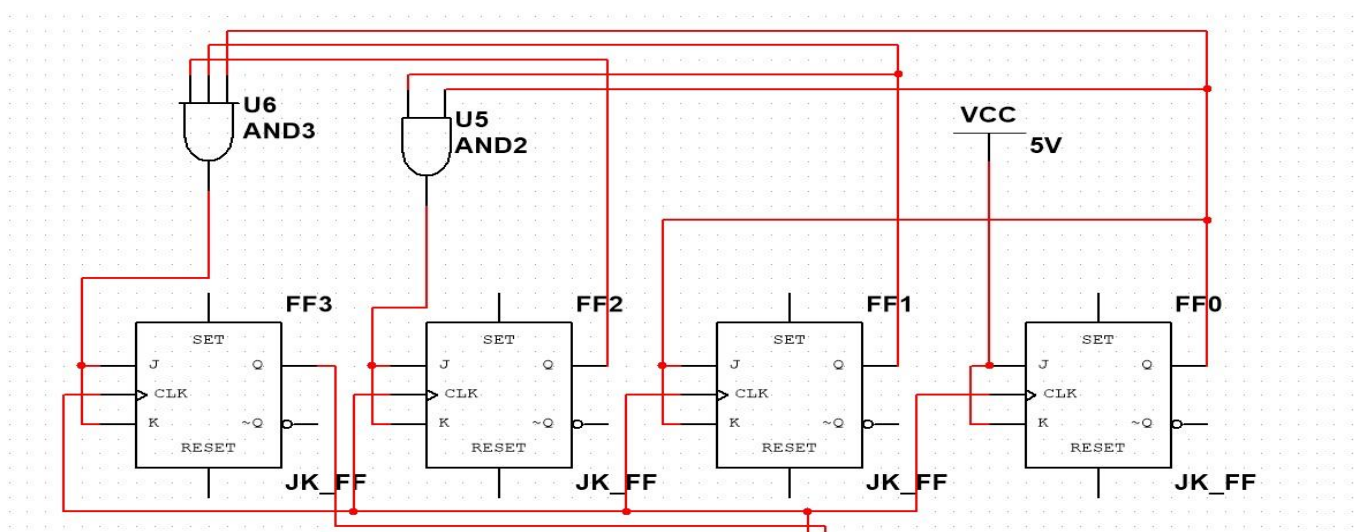 U6
AND3
U5
AND2
VCC
5V
FF3
FF2
FF1
FF0
SET
SET
SET
SET
J
Q
J
Q
J
Q
J
Q
CLK
CLK
CLK
CLK
K
~Q
K
~Q
K
~Q
K
~Q
RESET
RESET
RESET
RESET
JK_FF
JK_FF
JK_FF
JK_FF